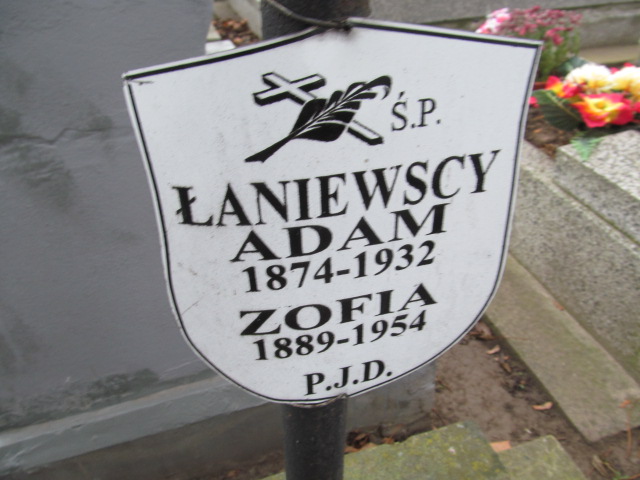 Ś.P.
ŁANIEWSCY
ADAM
1874-1932
ZOFIA
1889-1954
P.J.D.